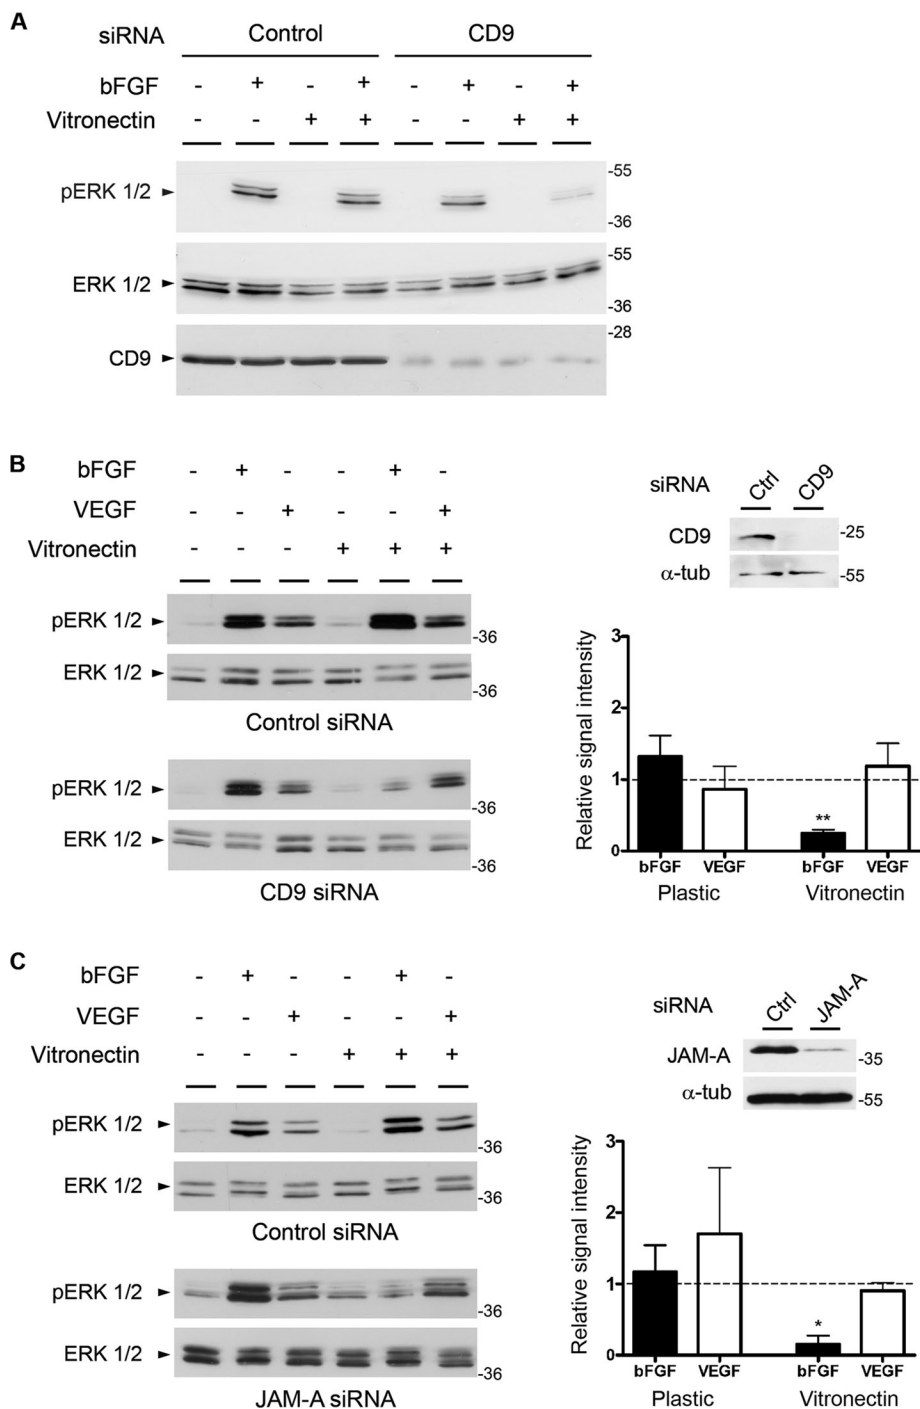 A
siRNA Control CD9
bFGF - + - + - + - +
Vitronectin - - + + - - + +
pERK 1/2 -55
-36
ERK 1/2 -55
-36
CD9 -28
B
bFGF - + - - + -
VEGF - - + - - +
Vitronectin - - - + + +
pERK 1/2 -36
ERK 1/2 -36
Control siRNA
pERK 1/2 -36
ERK 1/2 -36
CD9 siRNA
siRNA Ctrl CD9
CD9 -25
α-tub -55
Relative signal intensity
3
2
1
0
bFGF VEGF ** bFGF VEGF
Plastic Vitronectin
C
bFGF - + - - + -
VEGF - - + - - +
Vitronectin - - - + + +
pERK 1/2 -36
ERK 1/2 -36
Control siRNA
pERK 1/2 -36
ERK 1/2 -36
JAM-A siRNA
siRNA Ctrl JAM-A
JAM-A -35
α-tub -55
Relative signal intensity
3
2
1
0
bFGF VEGF * bFGF VEGF
Plastic Vitronectin